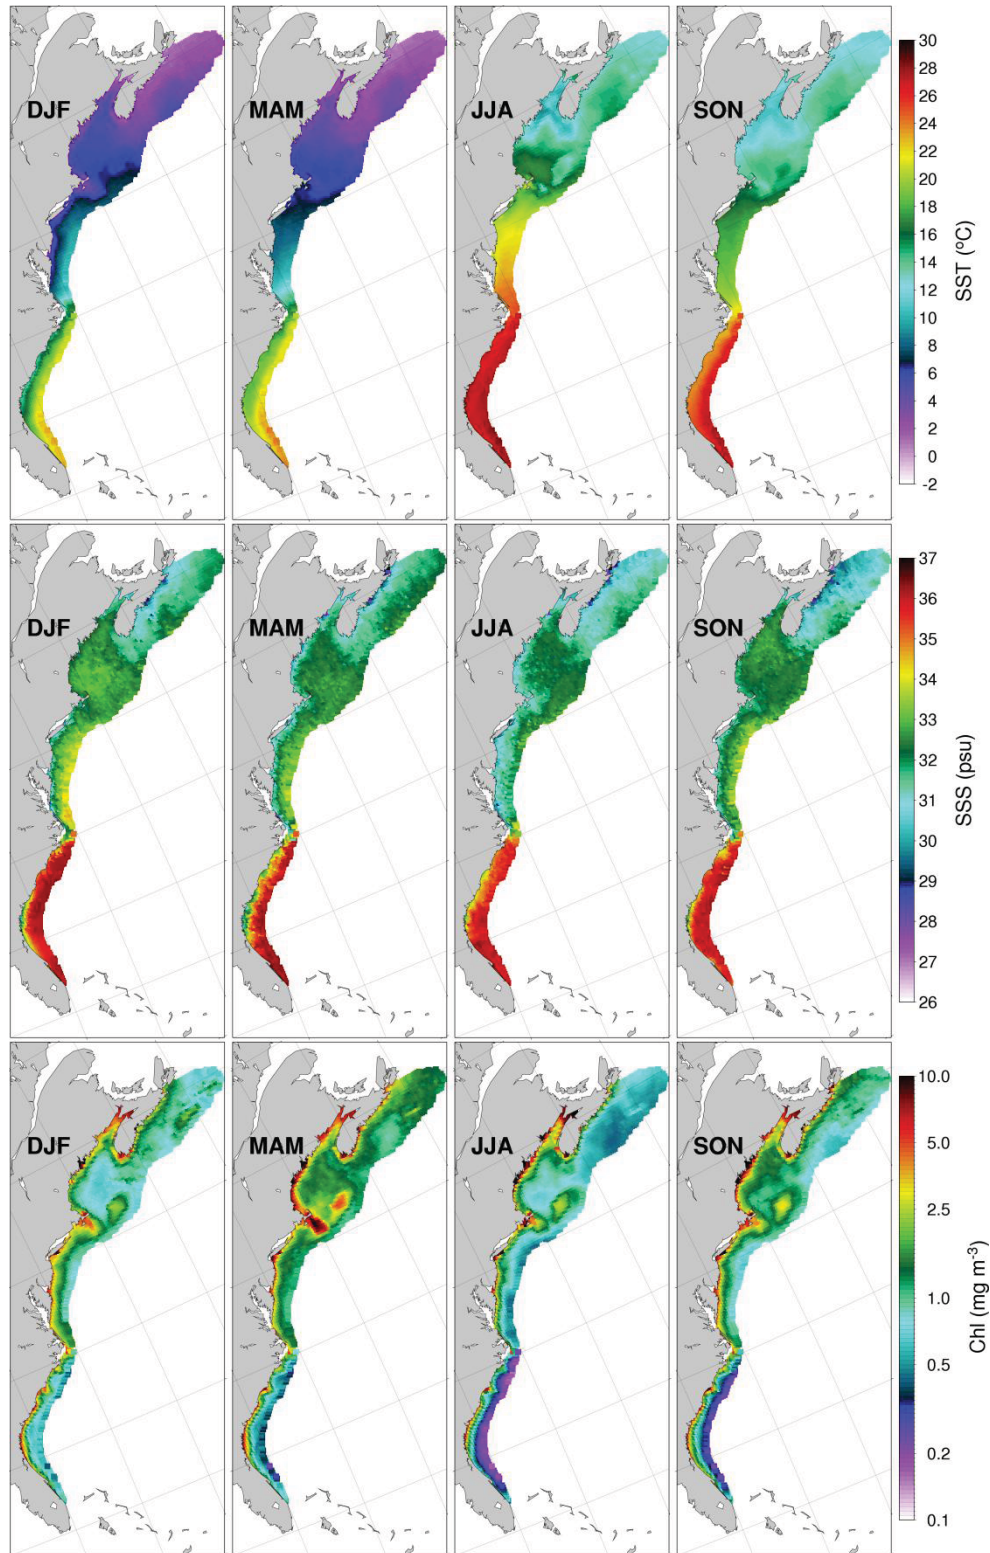 DJF
MAM
JJA
SON
30
28
26
24
22
20
18
16
14
12
10
8
6
4
2
0
-2
SST (ºC)
DJF
MAM
JJA
SON
37
36
35
34
33
32
31
30
29
28
27
26
SSS (psu)
DJF
MAM
JJA
SON
10.0
5.0
2.5
1.0
0.5
0.2
0.1
Chl (mg m⁻³)